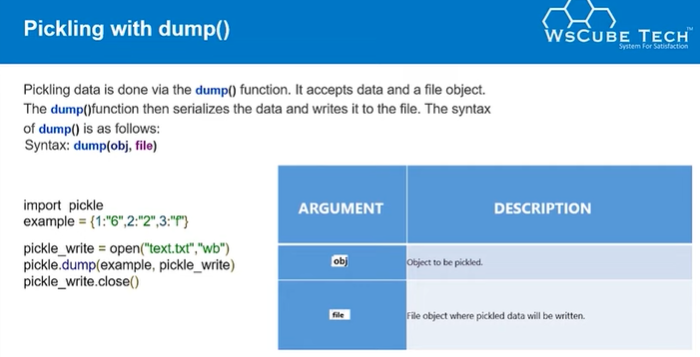 Pickling with dump()
WsCube Tech™
System For Satisfaction
Pickling data is done via the dump() function. It accepts data and a file object.
The dump()function then serializes the data and writes it to the file. The syntax
of dump() is as follows:
Syntax: dump(obj, file)
import pickle
example = {1:"6",2:"2",3:"f"}
pickle_write = open("text.txt","wb")
pickle.dump(example, pickle_write)
pickle_write.close()
ARGUMENT DESCRIPTION
obj Object to be pickled.
file File object where pickled data will be written.